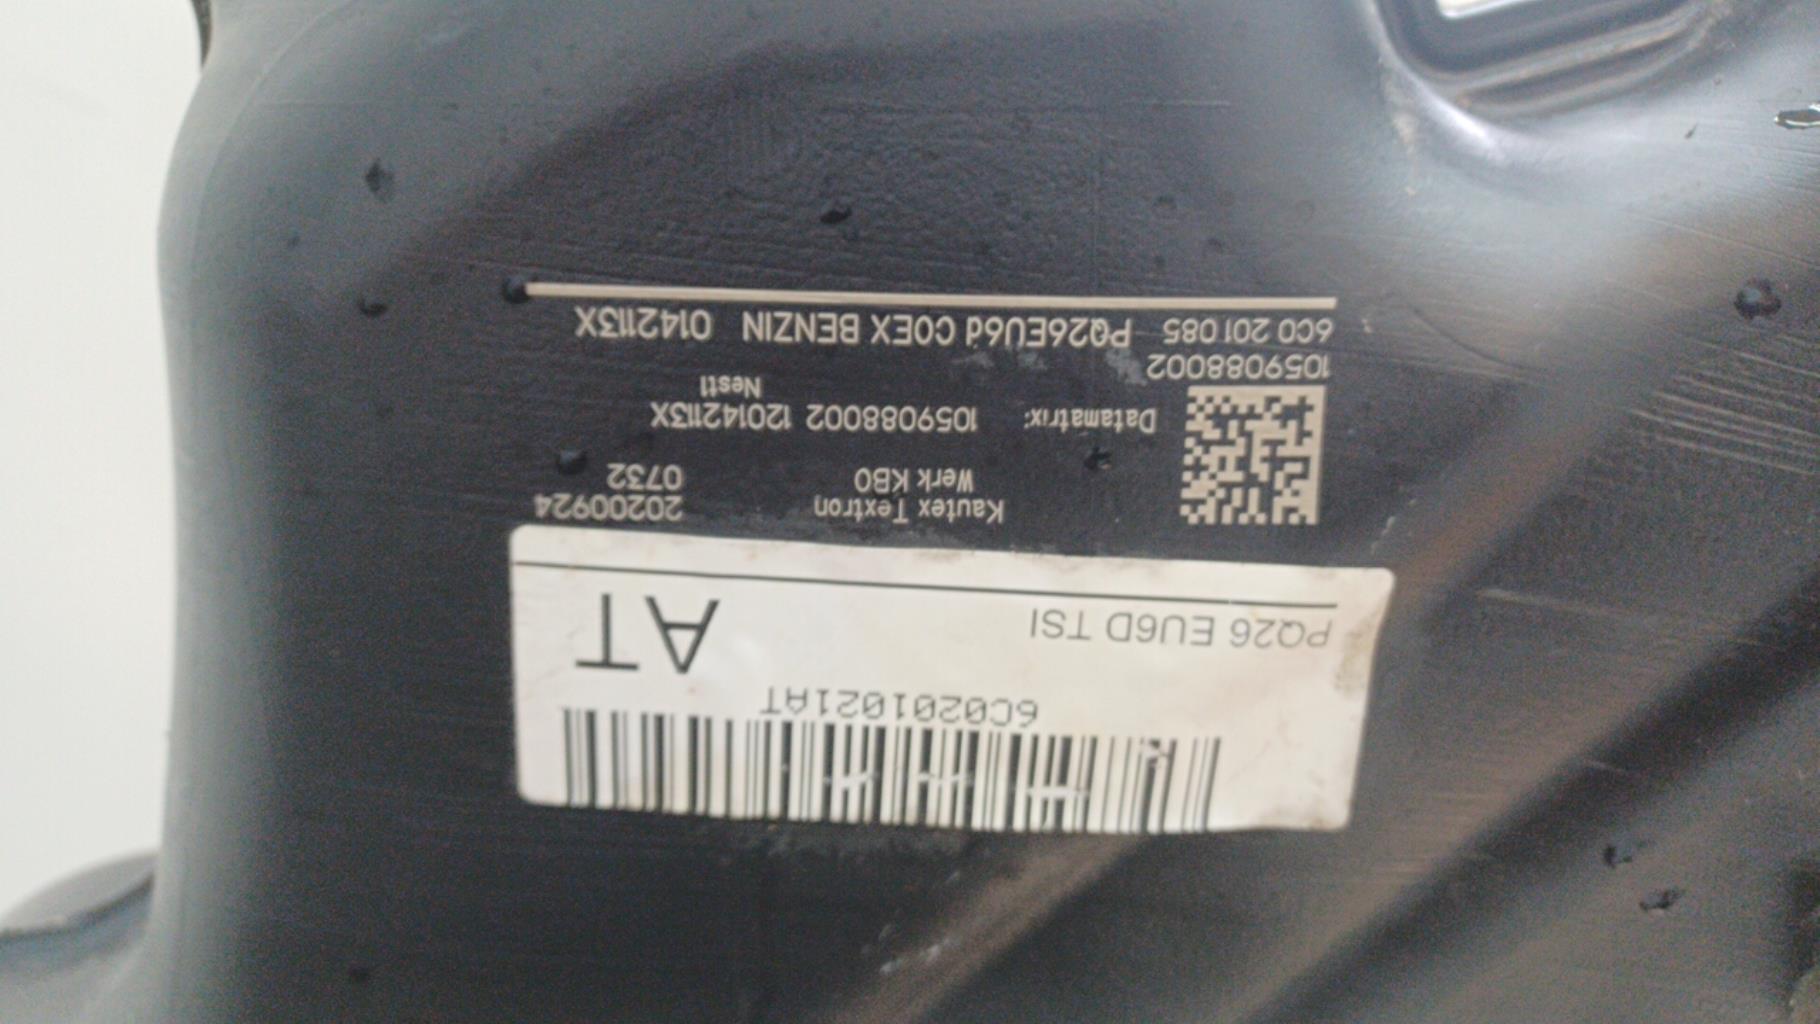 6C0201021AT
PQ26 EU6D TSI
AT
Kautex Textron
Werk KBO
20200924
0732
Datamatrix: 1059088002 120142113X
Nest1
1059088002
6C0 201 085 PQ26EU6d COEX BENZIN 0142113X